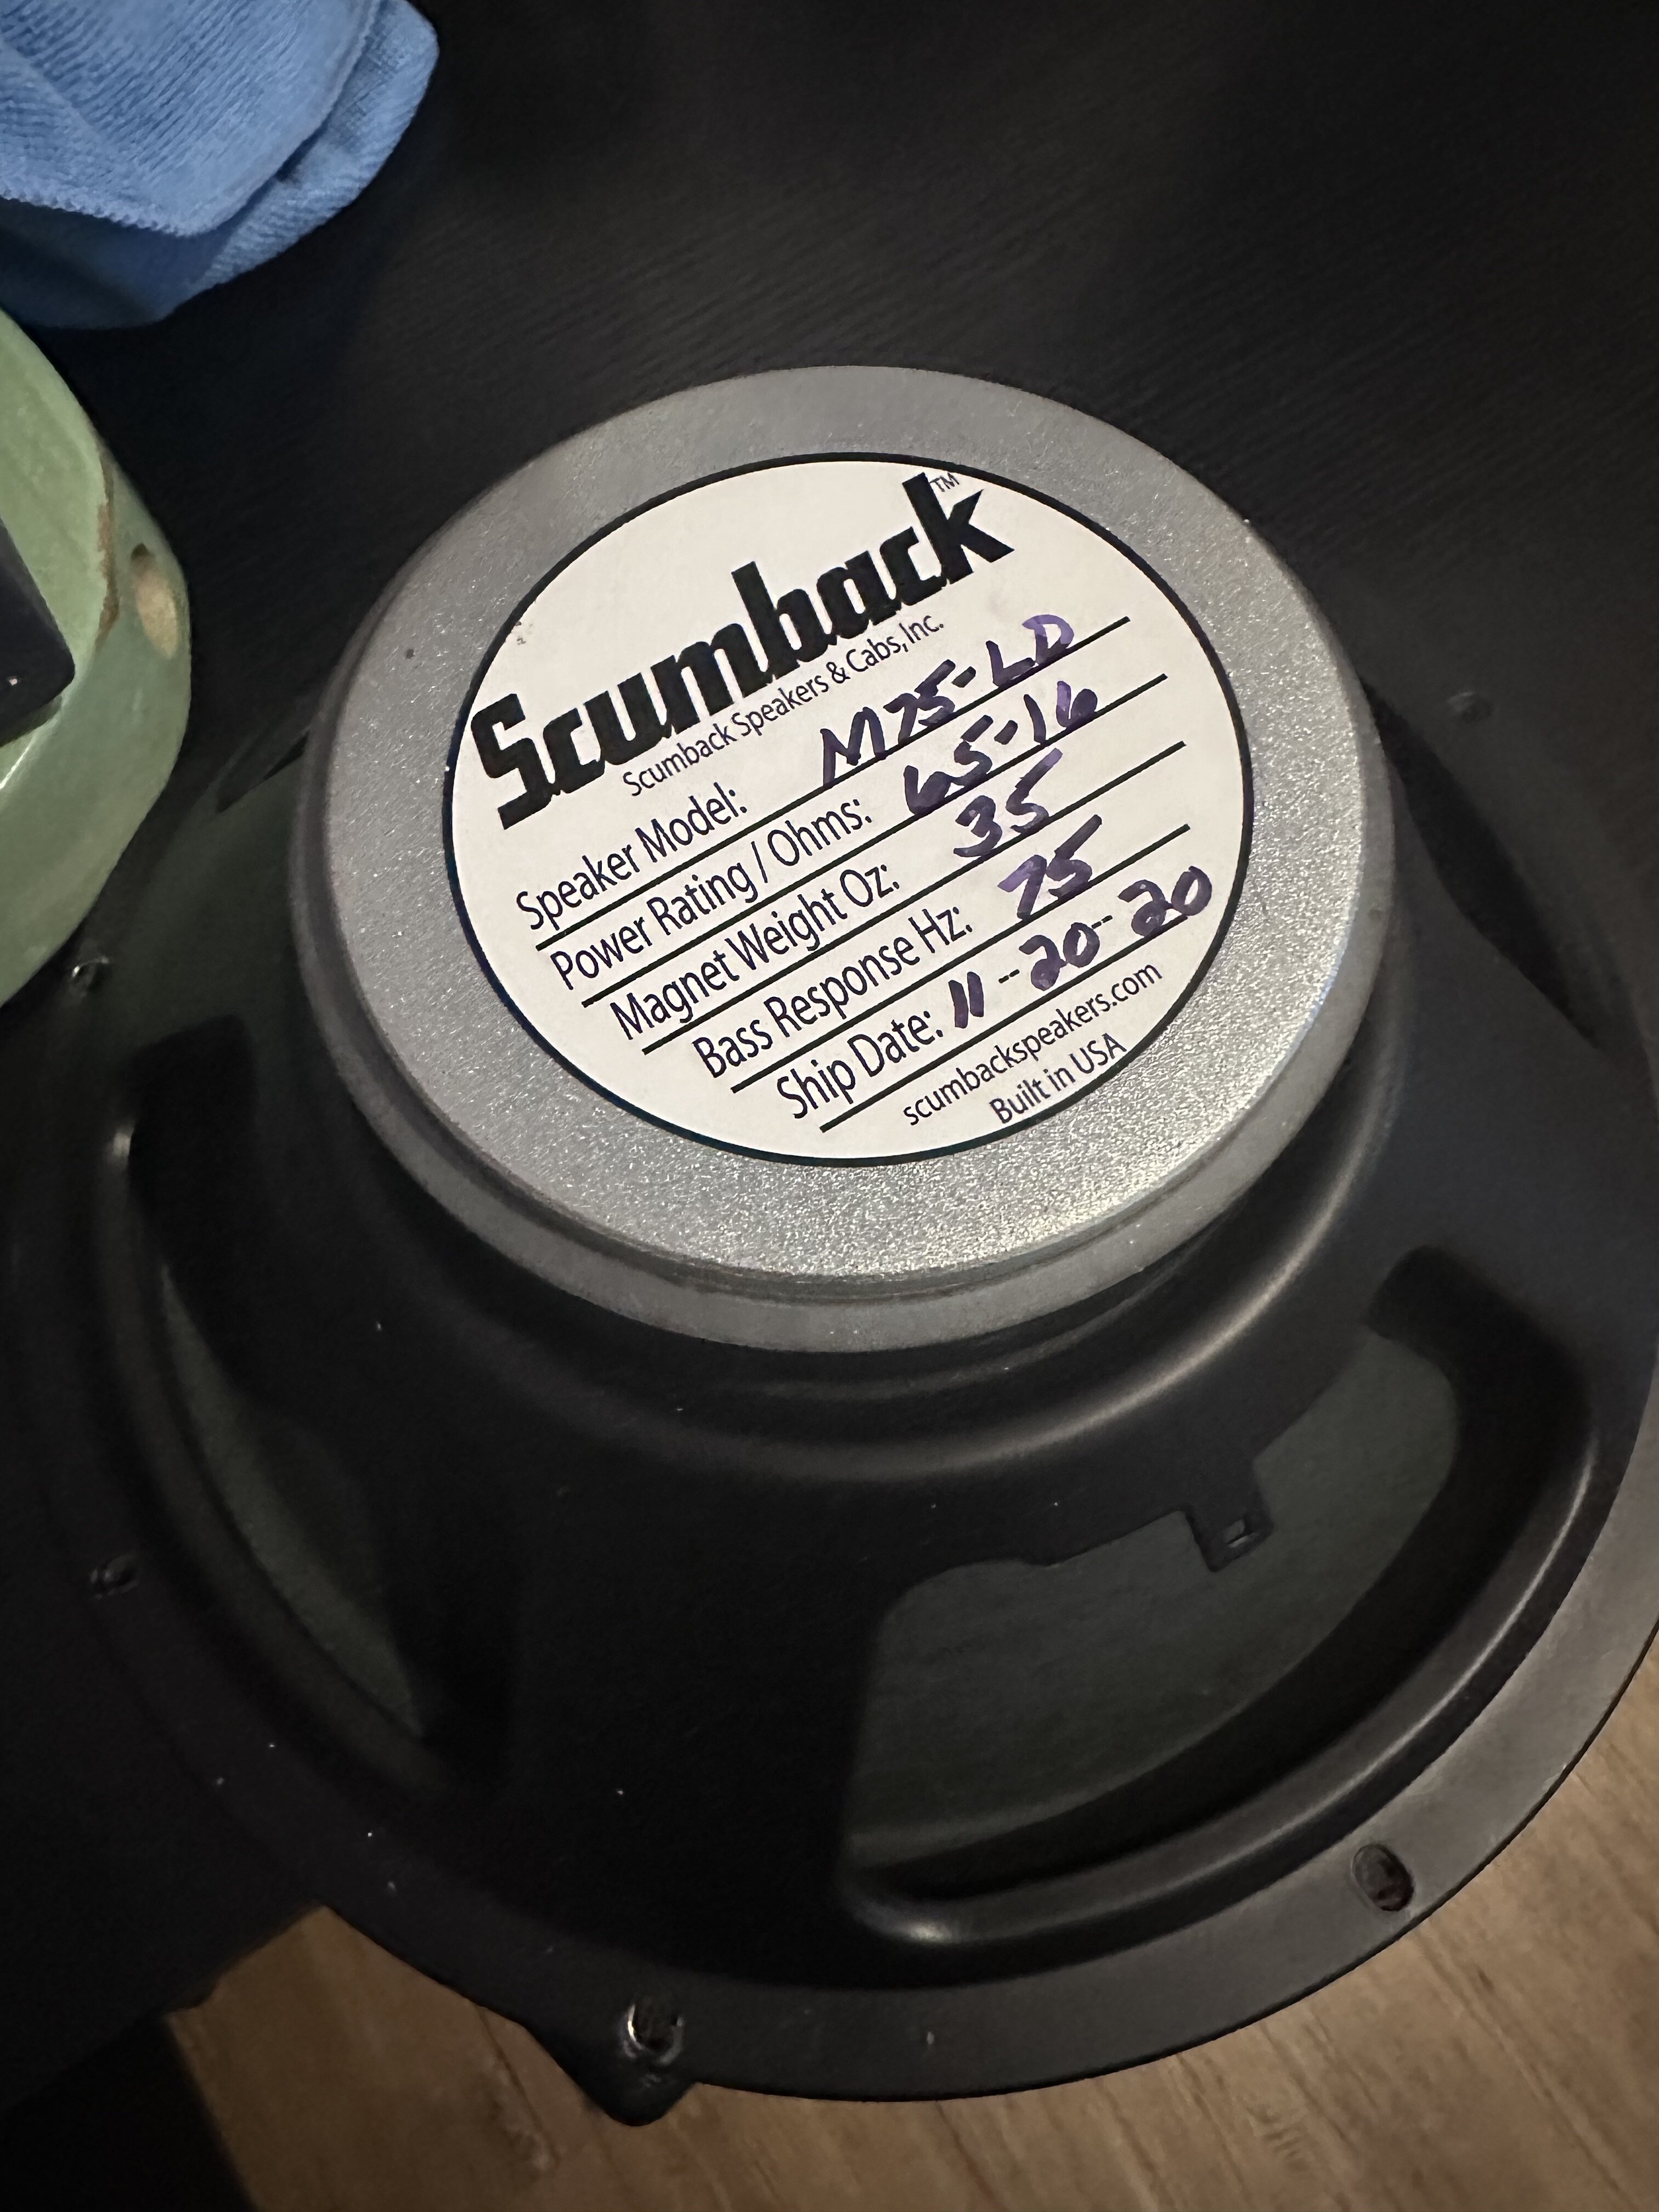 Scumback™
Scumback Speakers & Cabs, Inc.
Speaker Model: M75-LD
Power Rating / Ohms: 65-16
Magnet Weight Oz: 35
Bass Response Hz: 75
Ship Date: 11-20-20
scumbackspeakers.com
Built in USA